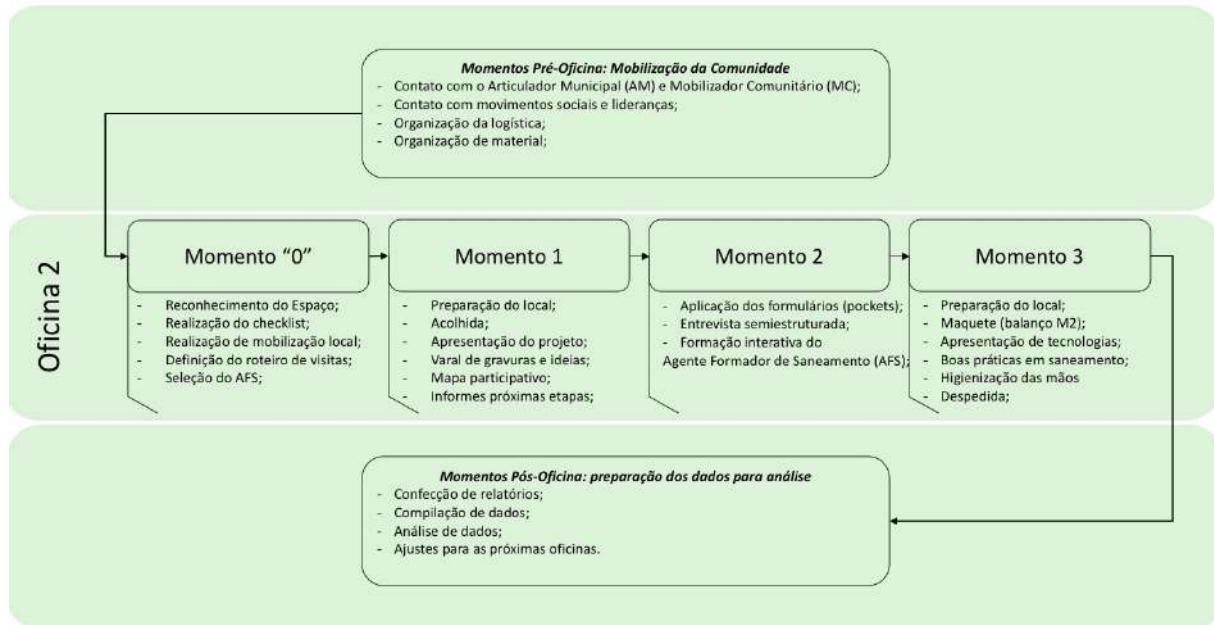 Momentos Pré-Oficina: Mobilização da Comunidade
- Contato com o Articulador Municipal (AM) e Mobilizador Comunitário (MC);
- Contato com movimentos sociais e lideranças;
- Organização da logística;
- Organização de material;
Oficina 2
Momento “0”
- Reconhecimento do Espaço;
- Realização do checklist;
- Realização de mobilização local;
- Definição do roteiro de visitas;
- Seleção do AFS;
Momento 1
- Preparação do local;
- Acolhida;
- Apresentação do projeto;
- Varal de gravuras e ideias;
- Mapa participativo;
- Informes próximas etapas;
Momento 2
- Aplicação dos formulários (pockets);
- Entrevista semiestruturada;
- Formação interativa do
Agente Formador de Saneamento (AFS);
Momento 3
- Preparação do local;
- Maquete (balanço M2);
- Apresentação de tecnologias;
- Boas práticas em saneamento;
- Higienização das mãos
- Despedida;
Momentos Pós-Oficina: preparação dos dados para análise
- Confecção de relatórios;
- Compilação de dados;
- Análise de dados;
- Ajustes para as próximas oficinas.